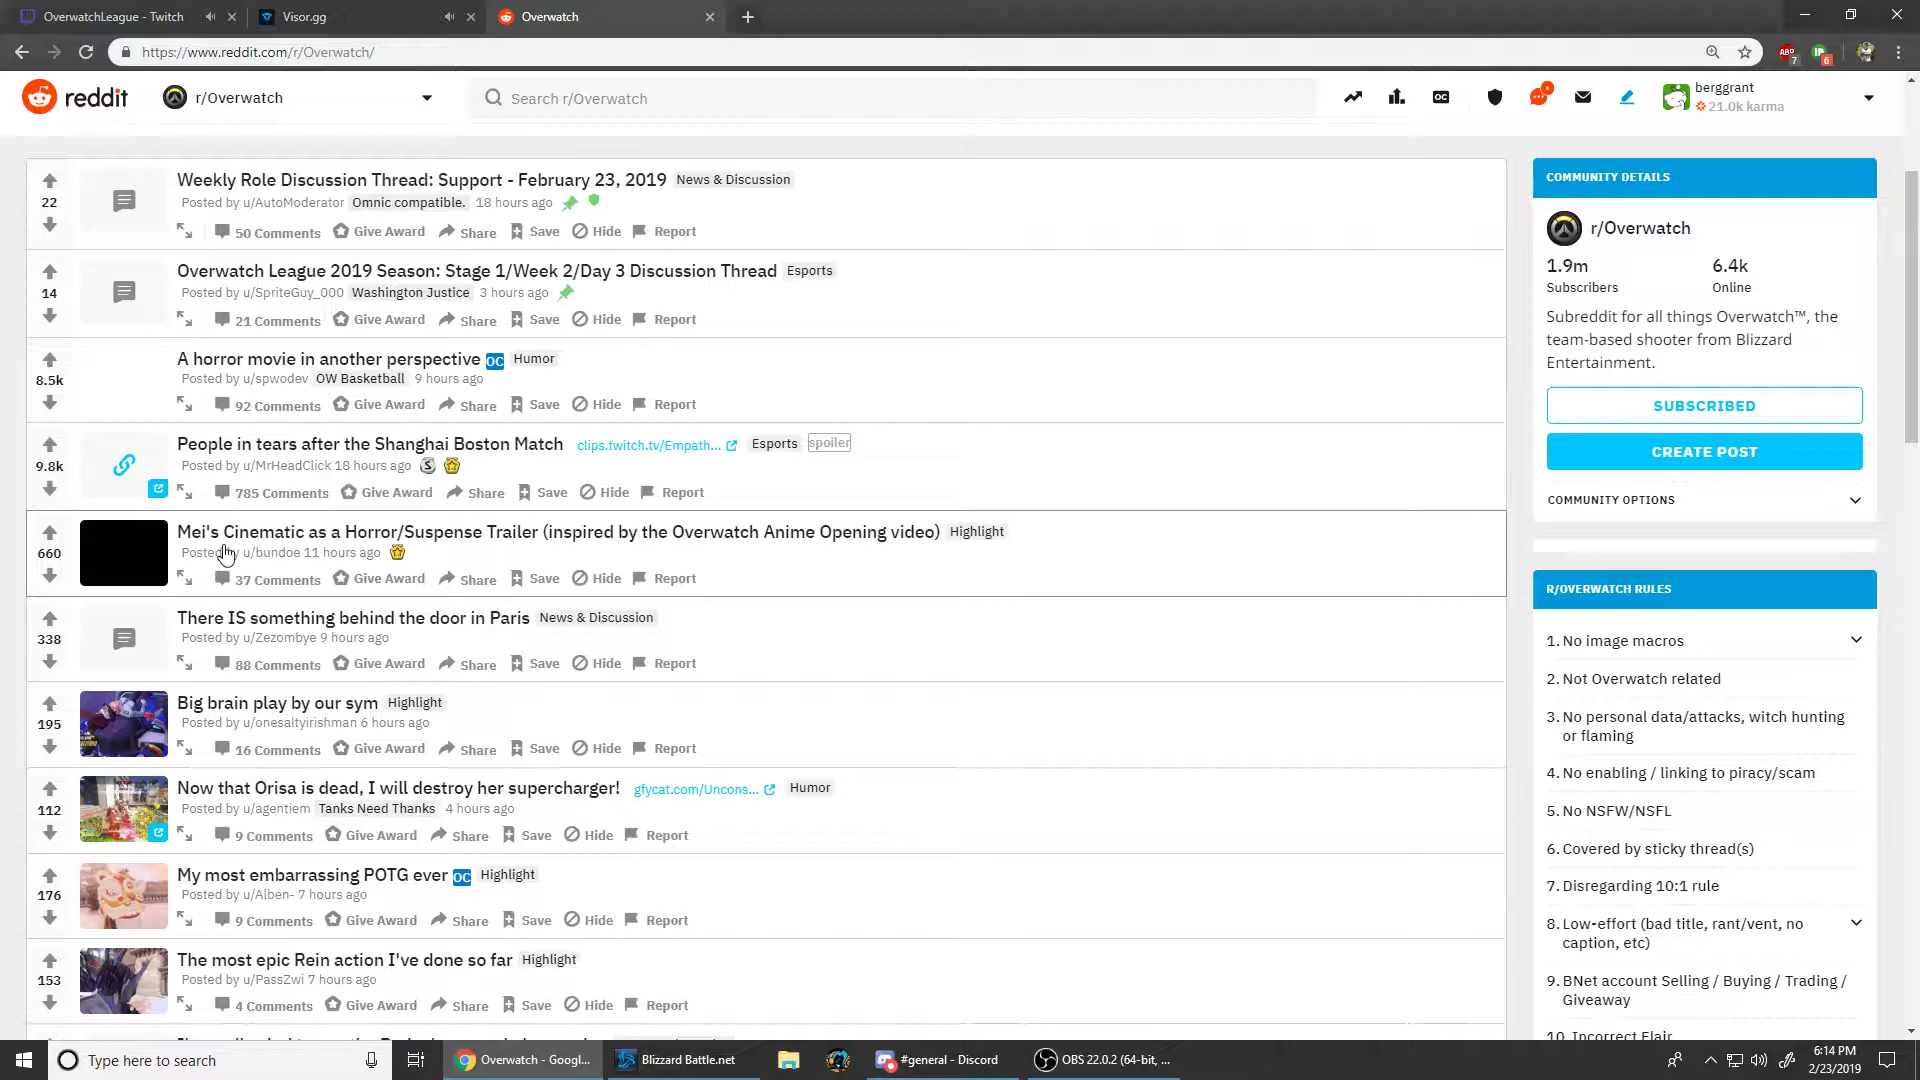 OverwatchLeague - Twitch
Visor.gg
Overwatch
https://www.reddit.com/r/Overwatch/
ABP
7
6
reddit
r/Overwatch
Search r/Overwatch
OC
berggrant
21.0k karma
Weekly Role Discussion Thread: Support - February 23, 2019 News & Discussion
22
Posted by u/AutoModerator Omnic compatible. 18 hours ago
50 Comments Give Award Share Save Hide Report
Overwatch League 2019 Season: Stage 1/Week 2/Day 3 Discussion Thread Esports
14
Posted by u/SpriteGuy_000 Washington Justice 3 hours ago
21 Comments Give Award Share Save Hide Report
A horror movie in another perspective OC Humor
8.5k
Posted by u/spwodev OW Basketball 9 hours ago
92 Comments Give Award Share Save Hide Report
People in tears after the Shanghai Boston Match clips.twitch.tv/Empath... Esports spoiler
9.8k
Posted by u/MrHeadClick 18 hours ago S
785 Comments Give Award Share Save Hide Report
Mei's Cinematic as a Horror/Suspense Trailer (inspired by the Overwatch Anime Opening video) Highlight
660
Posted by u/bundoe 11 hours ago
37 Comments Give Award Share Save Hide Report
There IS something behind the door in Paris News & Discussion
338
Posted by u/Zezombye 9 hours ago
88 Comments Give Award Share Save Hide Report
Big brain play by our sym Highlight
195
Posted by u/onesaltyirishman 6 hours ago
16 Comments Give Award Share Save Hide Report
Now that Orisa is dead, I will destroy her supercharger! gfycat.com/Uncons... Humor
112
Posted by u/agentiem Tanks Need Thanks 4 hours ago
9 Comments Give Award Share Save Hide Report
My most embarrassing POTG ever OC Highlight
176
Posted by u/Alben- 7 hours ago
9 Comments Give Award Share Save Hide Report
The most epic Rein action I've done so far Highlight
153
Posted by u/PassZwi 7 hours ago
4 Comments Give Award Share Save Hide Report
COMMUNITY DETAILS
r/Overwatch
1.9m 6.4k
Subscribers Online
Subreddit for all things Overwatch™, the
team-based shooter from Blizzard
Entertainment.
SUBSCRIBED
CREATE POST
COMMUNITY OPTIONS
R/OVERWATCH RULES
1. No image macros
2. Not Overwatch related
3. No personal data/attacks, witch hunting
or flaming
4. No enabling / linking to piracy/scam
5. No NSFW/NSFL
6. Covered by sticky thread(s)
7. Disregarding 10:1 rule
8. Low-effort (bad title, rant/vent, no
caption, etc)
9. BNet account Selling / Buying / Trading /
Giveaway
10. Incorrect Flair
Type here to search
Overwatch - Googl...
Blizzard Battle.net
#general - Discord
OBS 22.0.2 (64-bit, ...
6:14 PM
2/23/2019